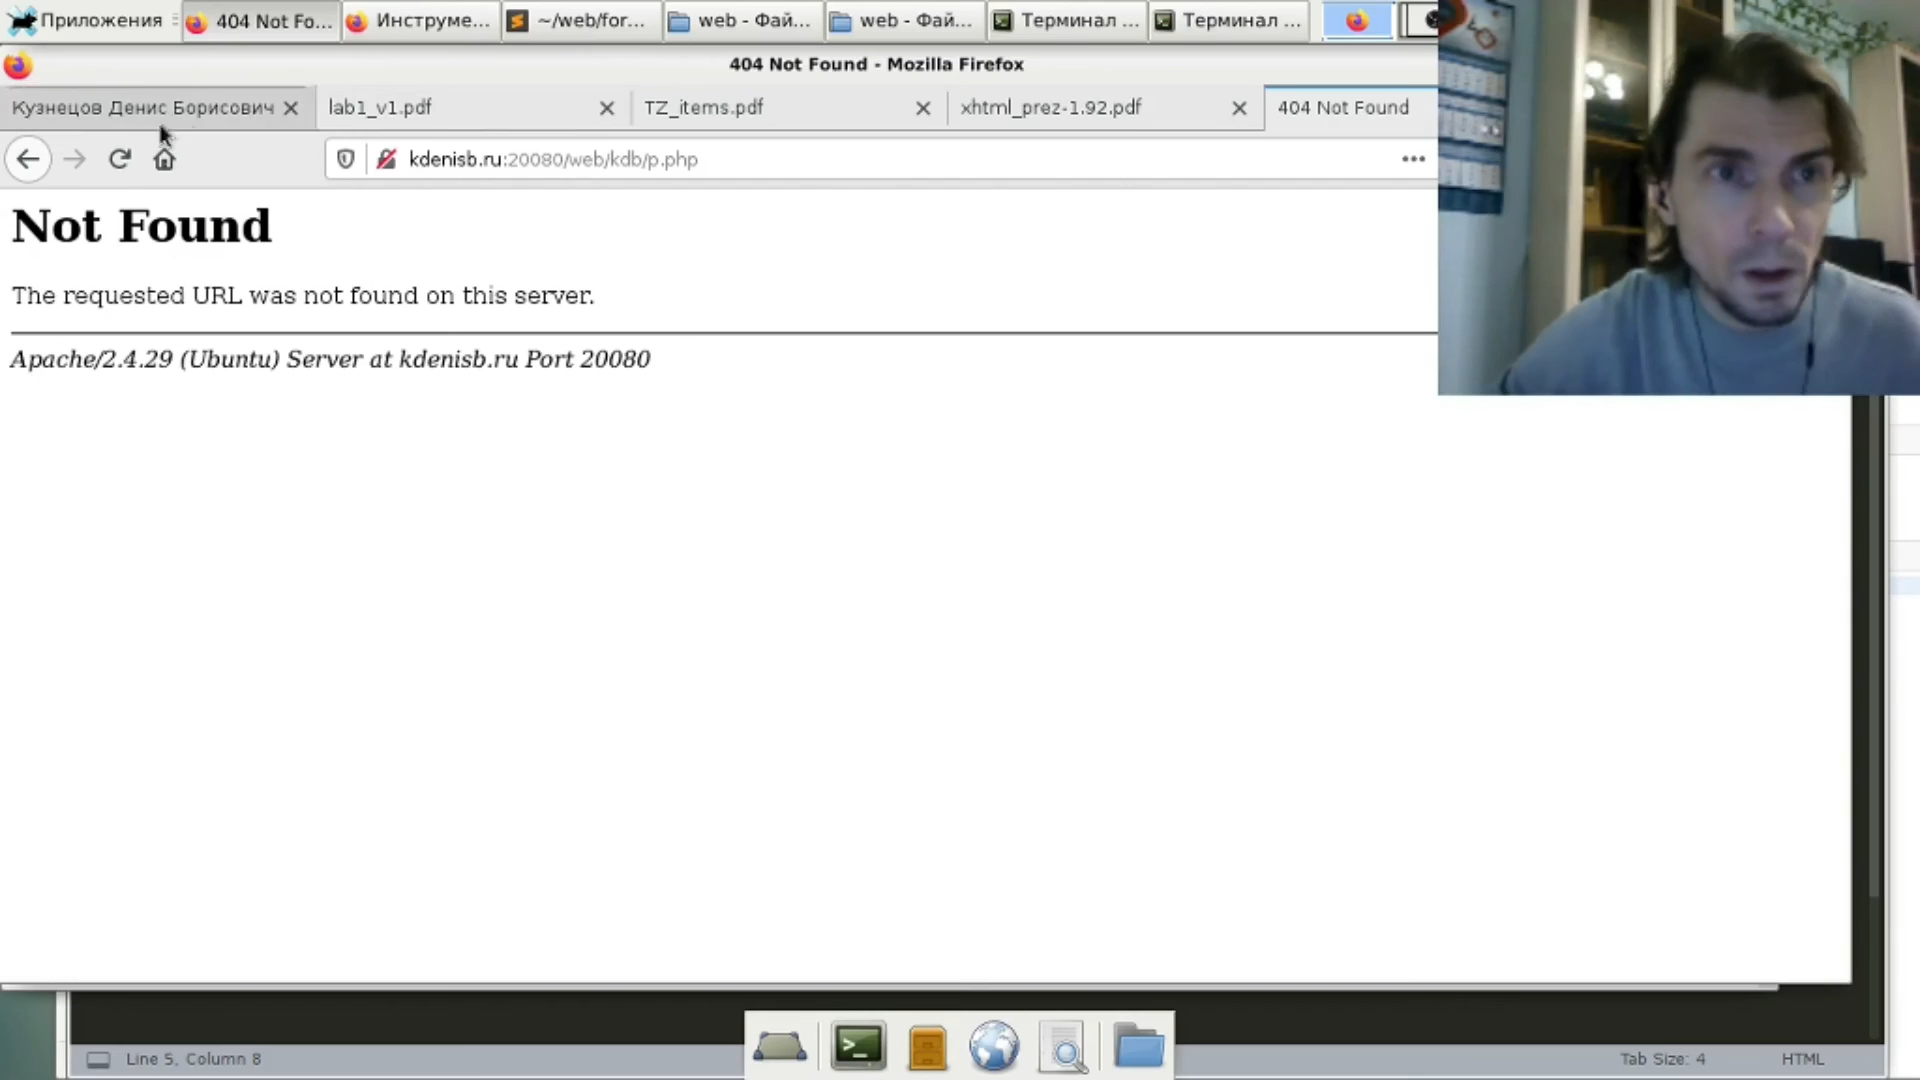 Приложения
404 Not Fo...
Инструме...
~/web/for...
web - Фай...
web - Фай...
Терминал ...
Терминал ...
404 Not Found - Mozilla Firefox
Кузнецов Денис Борисович
lab1_v1.pdf
TZ_items.pdf
xhtml_prez-1.92.pdf
404 Not Found
kdenisb.ru:20080/web/kdb/p.php
Not Found
The requested URL was not found on this server.
Apache/2.4.29 (Ubuntu) Server at kdenisb.ru Port 20080
Line 5, Column 8
Tab Size: 4
HTML